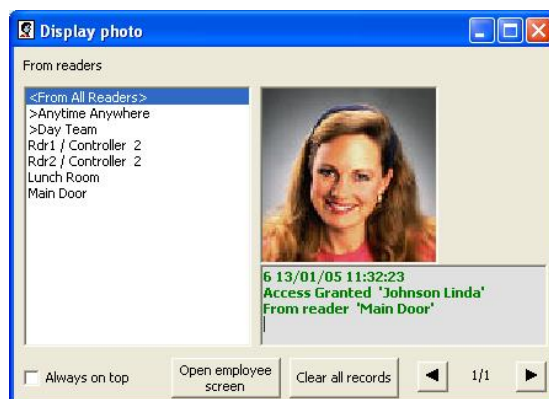 Display photo
From readers
<From All Readers>
>Anytime Anywhere
>Day Team
Rdr1 / Controller 2
Rdr2 / Controller 2
Lunch Room
Main Door
6 13/01/05 11:32:23
Access Granted 'Johnson Linda'
From reader 'Main Door'
Always on top
Open employee
screen
Clear all records
1/1